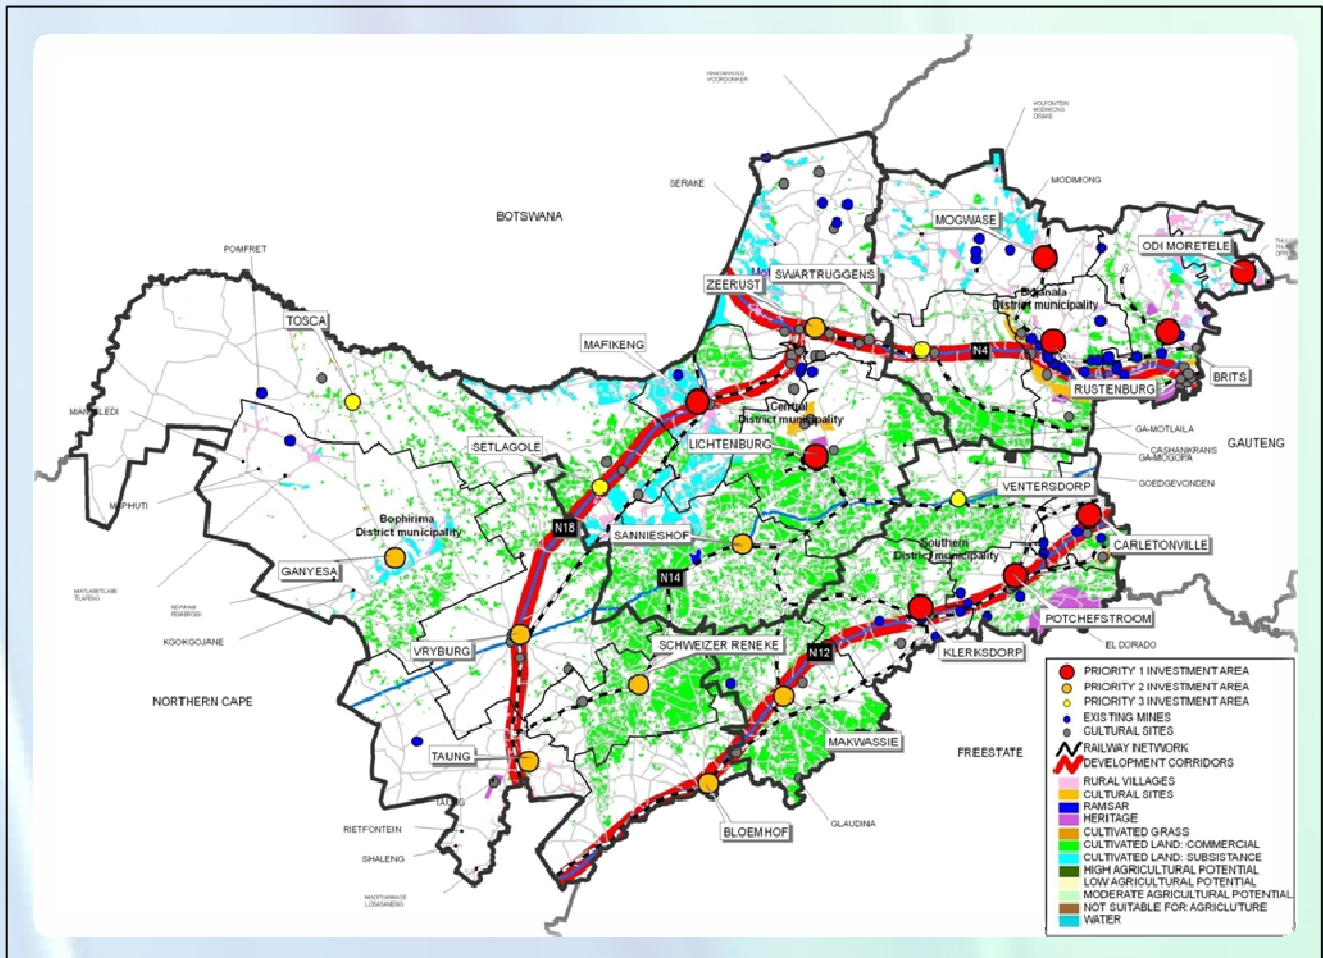 SERAKE
MODIMONG
BOTSWANA
MOGWASE
ODI MORETELE
POMFRET
ZEERUST
SWARTRUGGENS
District municipality
TOSCA
MAFIKENG
N4
RUSTENBURG
BRITS
Central
District municipality
SETLAGOLE
LICHTENBURG
GA-MOTLAILA
CASHANKRANS
GA-MOGOPA
GAUTENG
GOEDGEVONDEN
VENTERSDORP
Bophirima
District municipality
N18
SANNIESHOF
Southern
District municipality
CARLETONVILLE
GANYESA
N14
POTCHEFSTROOM
KGOKGOJANE
VRYBURG
SCHWEIZER RENEKE
N12
KLERKSDORP
EL DORADO
NORTHERN CAPE
MAKWASSIE
FREESTATE
TAUNG
RIETFONTEIN
SHALENG
BLOEMHOF
GLAUDINA
PRIORITY 1 INVESTMENT AREA
PRIORITY 2 INVESTMENT AREA
PRIORITY 3 INVESTMENT AREA
EXISTING MINES
CULTURAL SITES
RAILWAY NETWORK
DEVELOPMENT CORRIDORS
RURAL VILLAGES
CULTURAL SITES
RAMSAR
HERITAGE
CULTIVATED GRASS
CULTIVATED LAND: COMMERCIAL
CULTIVATED LAND: SUBSISTANCE
HIGH AGRICULTURAL POTENTIAL
LOW AGRICULTURAL POTENTIAL
MODERATE AGRICULTURAL POTENTIAL
NOT SUITABLE FOR AGRICLUTURE
WATER